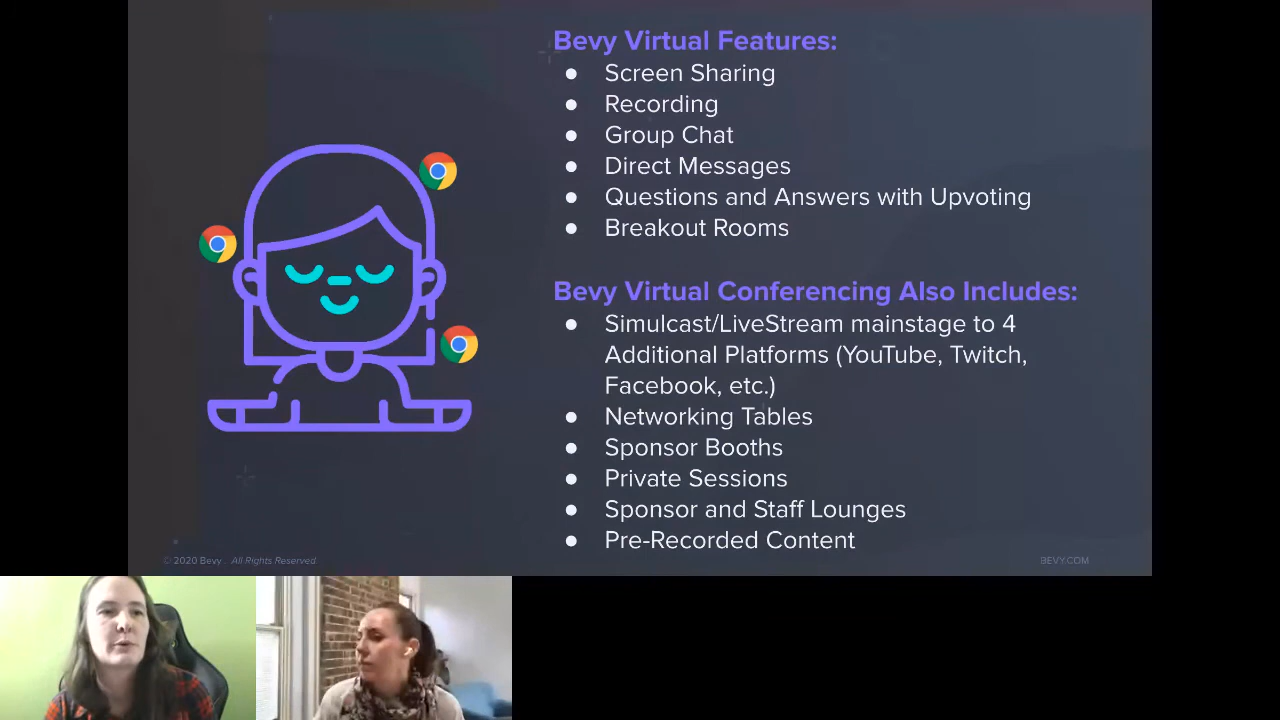 Bevy Virtual Features:
● Screen Sharing
● Recording
● Group Chat
● Direct Messages
● Questions and Answers with Upvoting
● Breakout Rooms
Bevy Virtual Conferencing Also Includes:
● Simulcast/LiveStream mainstage to 4
Additional Platforms (YouTube, Twitch,
Facebook, etc.)
● Networking Tables
● Sponsor Booths
● Private Sessions
● Sponsor and Staff Lounges
● Pre-Recorded Content
© 2020 Bevy . All Rights Reserved.
BEVY.COM